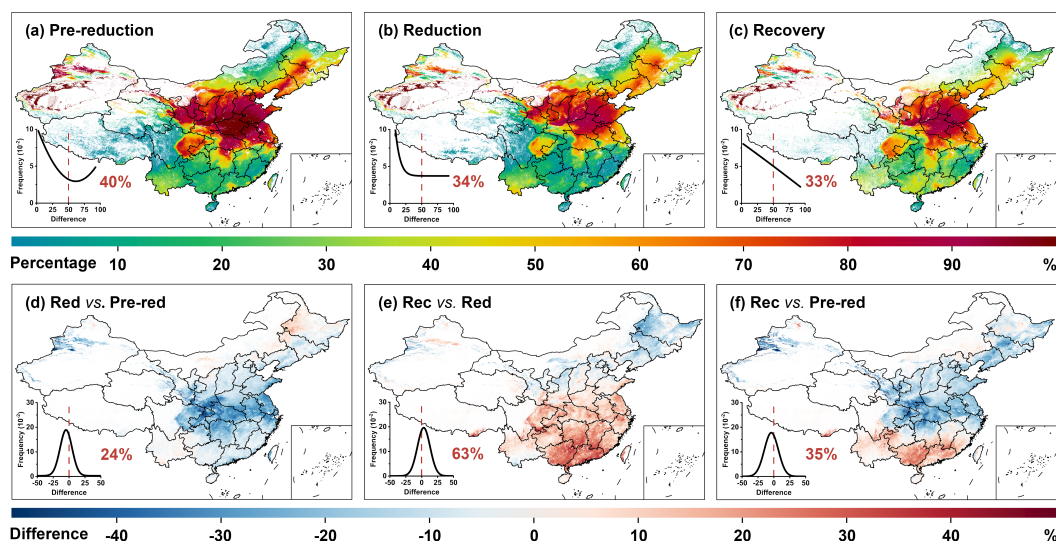 (a) Pre-reduction
Frequency (10⁻²)
10
5
0
0 50 100
Difference
40%
(b) Reduction
Frequency (10⁻²)
10
5
0
0 50 100
Difference
34%
(c) Recovery
Frequency (10⁻²)
10
5
0
0 25 50 75 100
Difference
33%
Percentage 10 20 30 40 50 60 70 80 90 %
(d) Red vs. Pre-red
Frequency (10⁻²)
30
20
10
0
-50 -25 0 25 50
Difference
24%
(e) Rec vs. Red
Frequency (10⁻²)
30
20
10
0
-50 -25 0 25 50
Difference
63%
(f) Rec vs. Pre-red
Frequency (10⁻²)
30
20
10
0
-50 -25 0 25 50
Difference
35%
Difference -40 -30 -20 -10 0 10 20 30 40 %